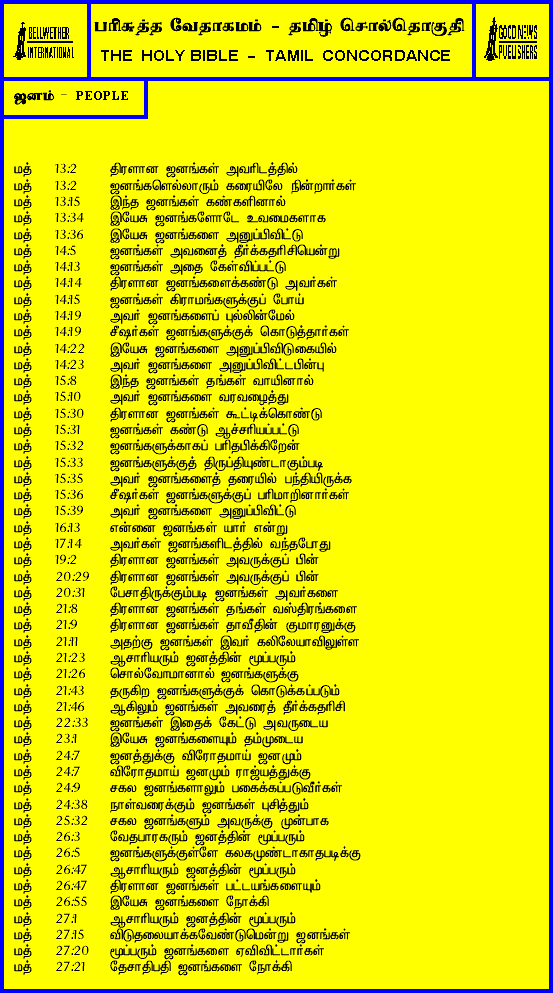 BELLWETHER
INTERNATIONAL
பரிசுத்த வேதாகமம் - தமிழ் சொல்தொகுதி
THE HOLY BIBLE - TAMIL CONCORDANCE
GOOD NEWS
PUBLISHERS
ஜனம் - PEOPLE
மத் 13:2 திரளான ஜனங்கள் அவரிடத்தில்
மத் 13:2 ஜனங்களெல்லாரும் கரையிலே நின்றார்கள்
மத் 13:15 இந்த ஜனங்கள் கண்களினால்
மத் 13:34 இயேசு ஜனங்களோடே உவமைகளாக
மத் 13:36 இயேசு ஜனங்களை அனுப்பிவிட்டு
மத் 14:5 ஜனங்கள் அவனைத் தீர்க்கதரிசியென்று
மத் 14:13 ஜனங்கள் அதை கேள்விப்பட்டு
மத் 14:14 திரளான ஜனங்களைக்கண்டு அவர்கள்
மத் 14:15 ஜனங்கள் கிராமங்களுக்குப் போய்
மத் 14:19 அவர் ஜனங்களைப் புல்லின்மேல்
மத் 14:19 சீஷர்கள் ஜனங்களுக்குக் கொடுத்தார்கள்
மத் 14:22 இயேசு ஜனங்களை அனுப்பிவிடுகையில்
மத் 14:23 அவர் ஜனங்களை அனுப்பிவிட்டபின்பு
மத் 15:8 இந்த ஜனங்கள் தங்கள் வாயினால்
மத் 15:10 அவர் ஜனங்களை வரவழைத்து
மத் 15:30 திரளான ஜனங்கள் கூட்டிக்கொண்டு
மத் 15:31 ஜனங்கள் கண்டு ஆச்சரியப்பட்டு
மத் 15:32 ஜனங்களுக்காகப் பரிதபிக்கிறேன்
மத் 15:33 ஜனங்களுக்குத் திருப்தியுண்டாகும்படி
மத் 15:35 அவர் ஜனங்களைத் தரையில் பந்தியிருக்க
மத் 15:36 சீஷர்கள் ஜனங்களுக்குப் பரிமாறினார்கள்
மத் 15:39 அவர் ஜனங்களை அனுப்பிவிட்டு
மத் 16:13 என்னை ஜனங்கள் யார் என்று
மத் 17:14 அவர்கள் ஜனங்களிடத்தில் வந்தபோது
மத் 19:2 திரளான ஜனங்கள் அவருக்குப் பின்
மத் 20:29 திரளான ஜனங்கள் அவருக்குப் பின்
மத் 20:31 பேசாதிருக்கும்படி ஜனங்கள் அவர்களை
மத் 21:8 திரளான ஜனங்கள் தங்கள் வஸ்திரங்களை
மத் 21:9 திரளான ஜனங்கள் தாவீதின் குமாரனுக்கு
மத் 21:11 அதற்கு ஜனங்கள் இவர் கலிலேயாவிலுள்ள
மத் 21:23 ஆசாரியரும் ஜனத்தின் மூப்பரும்
மத் 21:26 சொல்வோமானால் ஜனங்களுக்கு
மத் 21:43 தருகிற ஜனங்களுக்குக் கொடுக்கப்படும்
மத் 21:46 ஆகிலும் ஜனங்கள் அவரைத் தீர்க்கதரிசி
மத் 22:33 ஜனங்கள் இதைக் கேட்டு அவருடைய
மத் 23:1 இயேசு ஜனங்களையும் தம்முடைய
மத் 24:7 ஜனத்துக்கு விரோதமாய் ஜனமும்
மத் 24:7 விரோதமாய் ஜனமும் ராஜ்யத்துக்கு
மத் 24:9 சகல ஜனங்களாலும் பகைக்கப்படுவீர்கள்
மத் 24:38 நாள்வரைக்கும் ஜனங்கள் புசித்தும்
மத் 25:32 சகல ஜனங்களும் அவருக்கு முன்பாக
மத் 26:3 வேதபாரகரும் ஜனத்தின் மூப்பரும்
மத் 26:5 ஜனங்களுக்குள்ளே கலகமுண்டாகாதபடிக்கு
மத் 26:47 ஆசாரியரும் ஜனத்தின் மூப்பரும்
மத் 26:47 திரளான ஜனங்கள் பட்டயங்களையும்
மத் 26:55 இயேசு ஜனங்களை நோக்கி
மத் 27:1 ஆசாரியரும் ஜனத்தின் மூப்பரும்
மத் 27:15 விடுதலையாக்கவேண்டுமென்று ஜனங்கள்
மத் 27:20 மூப்பரும் ஜனங்களை ஏவிவிட்டார்கள்
மத் 27:21 தேசாதிபதி ஜனங்களை நோக்கி